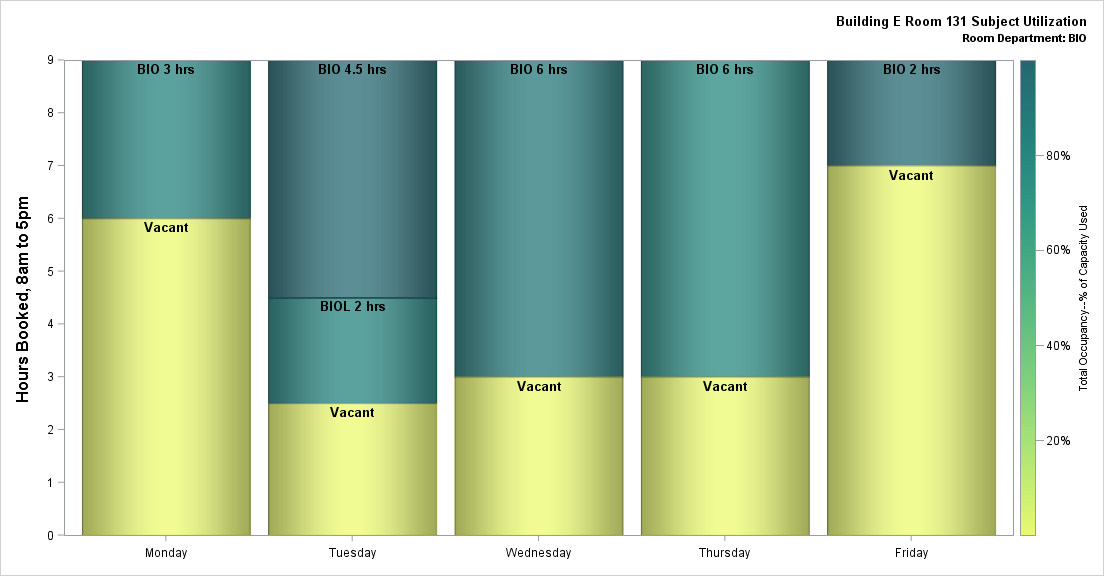 Building E Room 131 Subject Utilization
Room Department: BIO
Hours Booked, 8am to 5pm
9
8
7
6
5
4
3
2
1
0
BIO 3 hrs
Vacant
BIO 4.5 hrs
BIOL 2 hrs
Vacant
BIO 6 hrs
Vacant
BIO 6 hrs
Vacant
BIO 2 hrs
Vacant
Monday
Tuesday
Wednesday
Thursday
Friday
80%
60%
40%
20%
Total Occupancy--% of Capacity Used